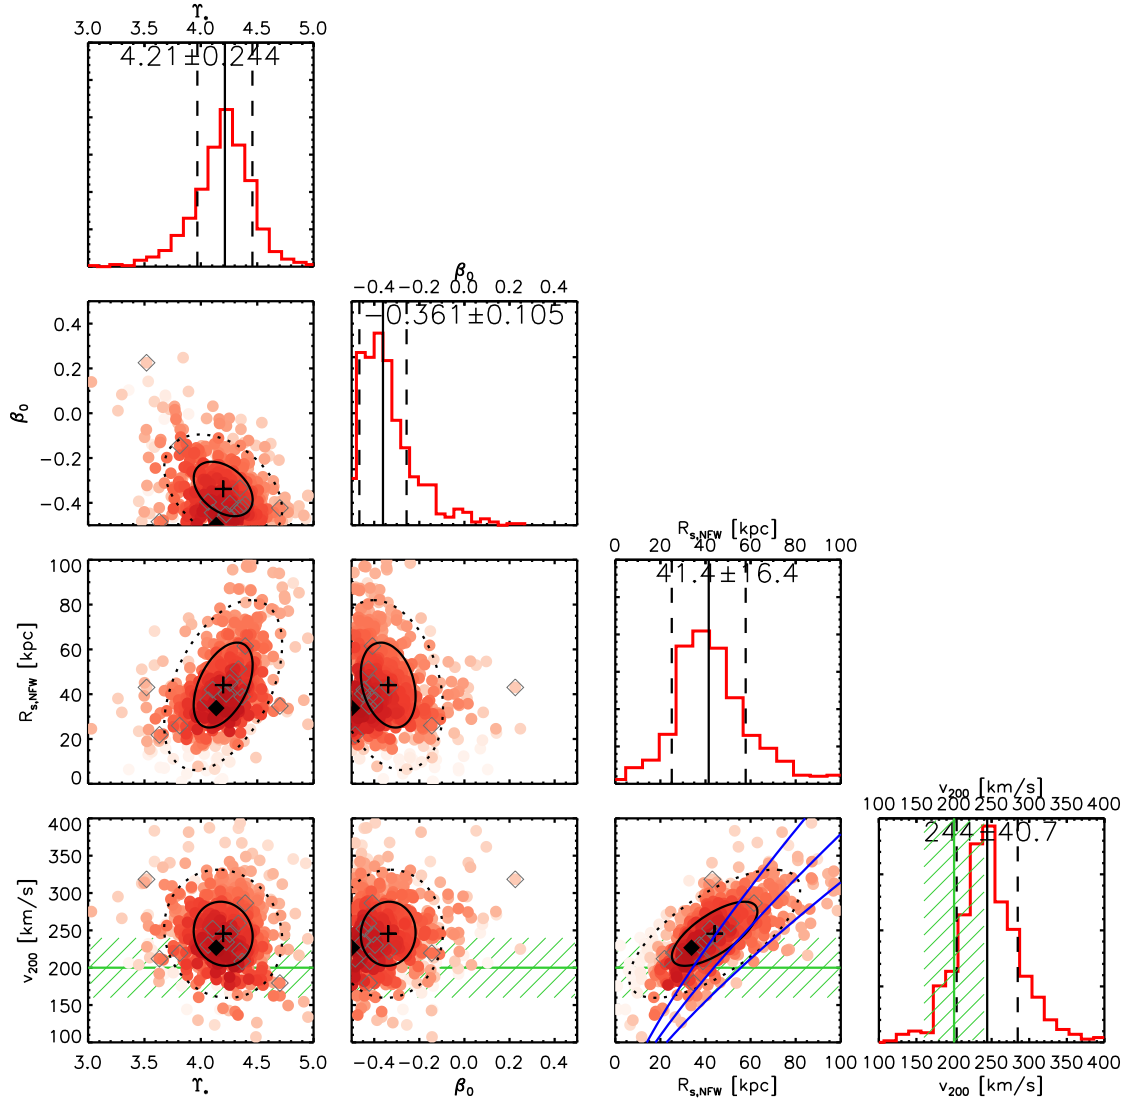 ϒ⋆
3.0 3.5 4.0 4.5 5.0
4.21±0.244
β0
−0.4 −0.2 0.0 0.2 0.4
−0.361±0.105
0.4
0.2
0.0
−0.2
−0.4
β0
Rs,NFW [kpc]
0 20 40 60 80 100
41.4±16.4
100
80
60
40
20
0
Rs,NFW [kpc]
v200 [km/s]
100 150 200 250 300 350 400
244±40.7
400
350
300
250
200
150
100
v200 [km/s]
3.0 3.5 4.0 4.5 5.0
ϒ⋆
−0.4 −0.2 0.0 0.2 0.4
β0
0 20 40 60 80 100
Rs,NFW [kpc]
100 150 200 250 300 350 400
v200 [km/s]